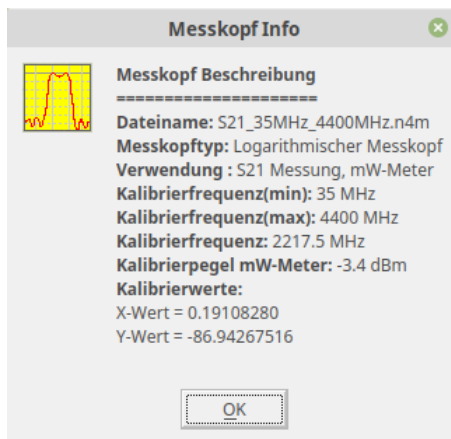 Messkopf Info
Messkopf Beschreibung
=====================
Dateiname: S21_35MHz_4400MHz.n4m
Messkopftyp: Logarithmischer Messkopf
Verwendung : S21 Messung, mW-Meter
Kalibrierfrequenz(min): 35 MHz
Kalibrierfrequenz(max): 4400 MHz
Kalibrierfrequenz: 2217.5 MHz
Kalibrierpegel mW-Meter: -3.4 dBm
Kalibrierwerte:
X-Wert = 0.19108280
Y-Wert = -86.94267516
OK